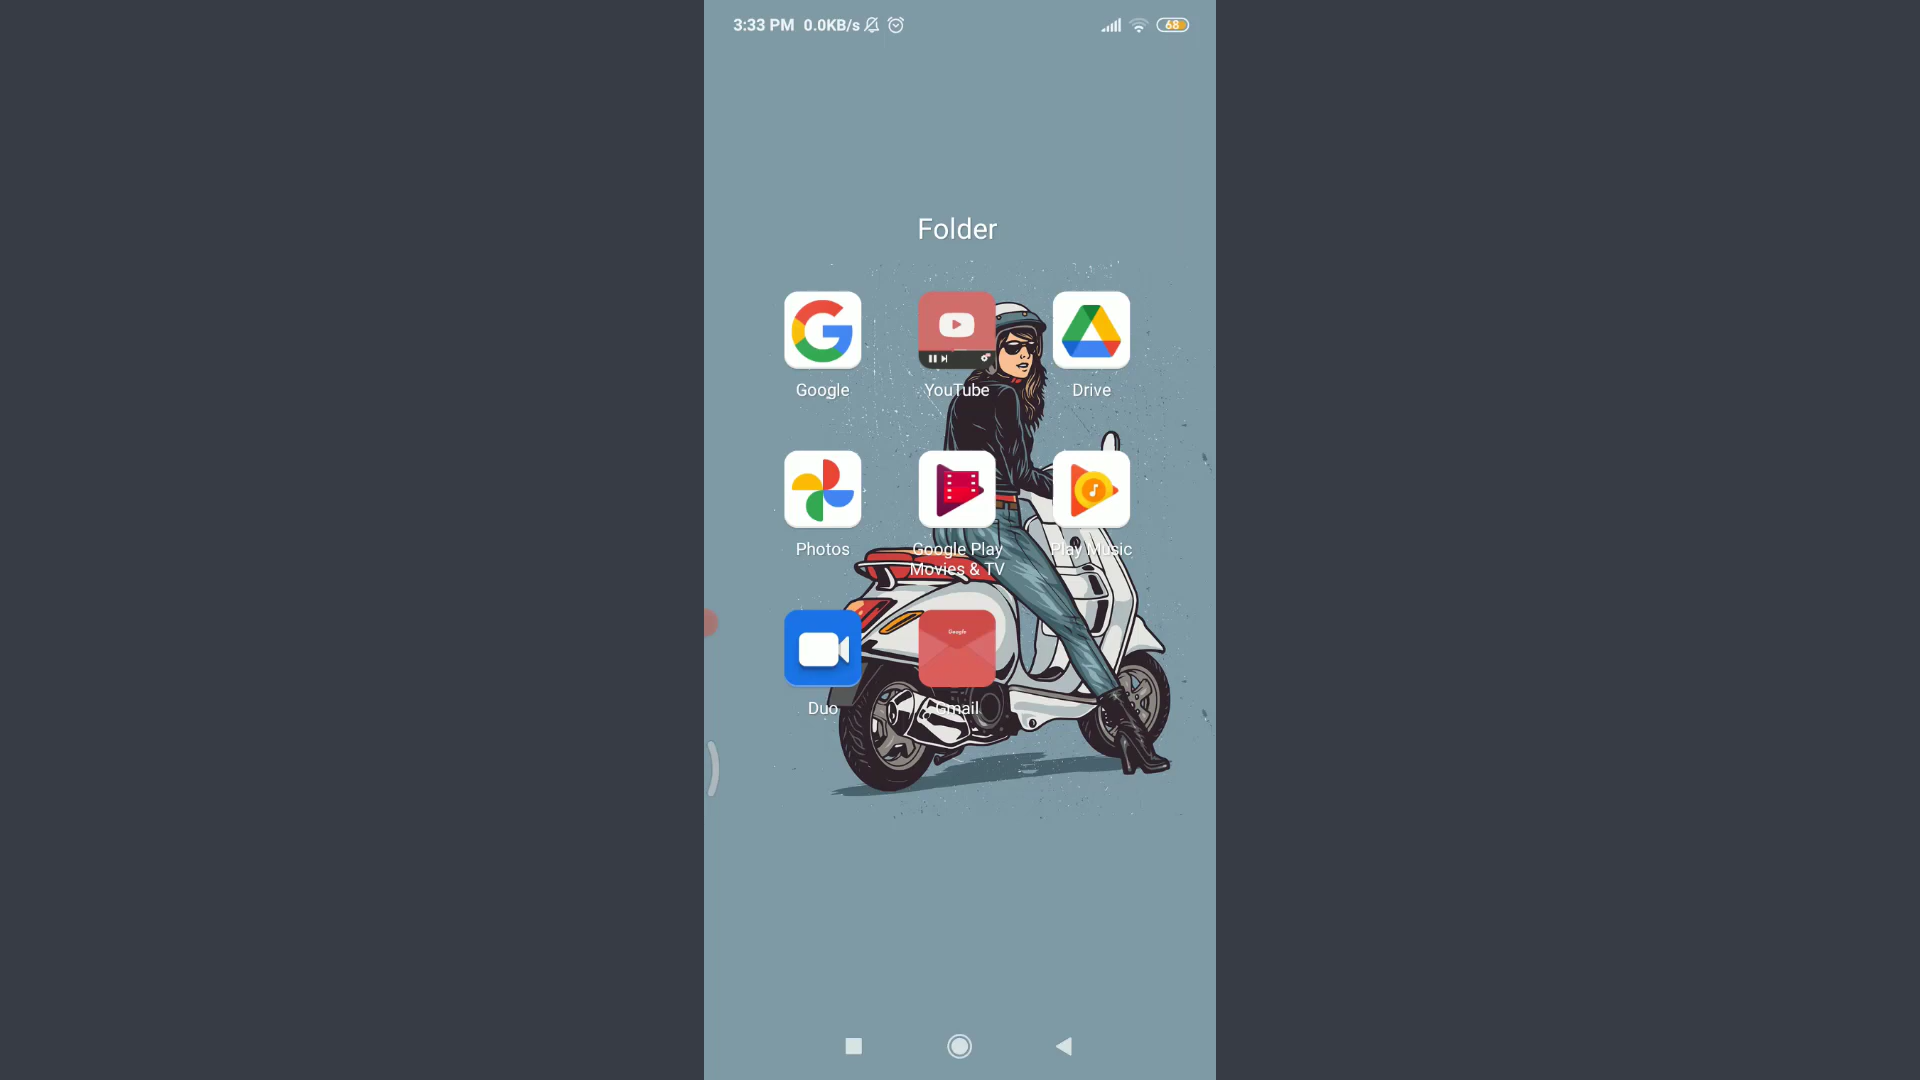 3:33 PM 0.0KB/s 68
Folder
Google YouTube Drive
Photos Google Play Movies & TV Play Music
Google
Duo Gmail